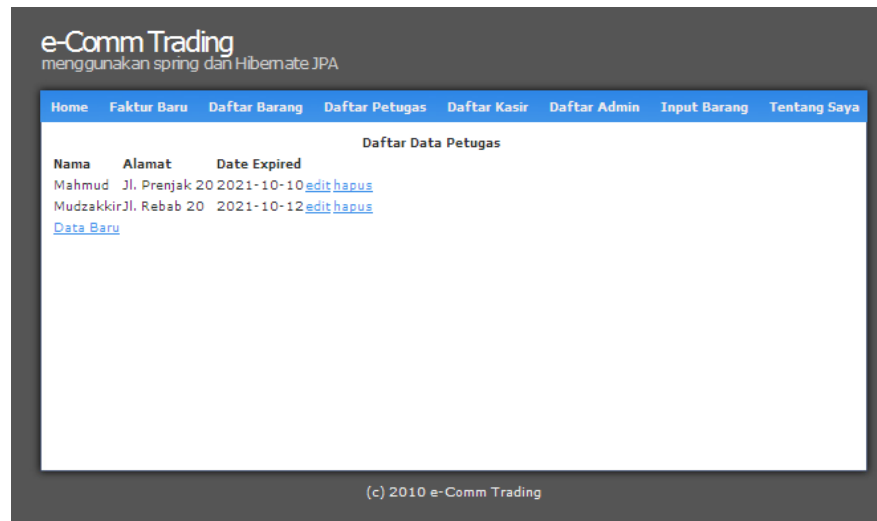 e-Comm Trading
menggunakan spring dan Hibernate JPA
Home Faktur Baru Daftar Barang Daftar Petugas Daftar Kasir Daftar Admin Input Barang Tentang Saya
Daftar Data Petugas
Nama Alamat Date Expired
Mahmud Jl. Prenjak 20 2021-10-10 edit hapus
Mudzakkir Jl. Rebab 20 2021-10-12 edit hapus
Data Baru
(c) 2010 e-Comm Trading